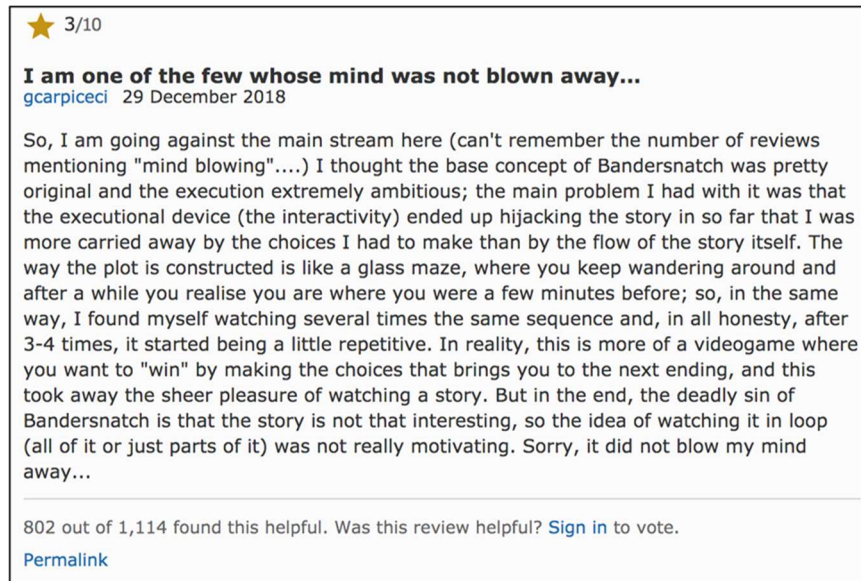 3/10
I am one of the few whose mind was not blown away...
gcarpiceci 29 December 2018
So, I am going against the main stream here (can't remember the number of reviews
mentioning "mind blowing"....) I thought the base concept of Bandersnatch was pretty
original and the execution extremely ambitious; the main problem I had with it was that
the executional device (the interactivity) ended up hijacking the story in so far that I was
more carried away by the choices I had to make than by the flow of the story itself. The
way the plot is constructed is like a glass maze, where you keep wandering around and
after a while you realise you are where you were a few minutes before; so, in the same
way, I found myself watching several times the same sequence and, in all honesty, after
3-4 times, it started being a little repetitive. In reality, this is more of a videogame where
you want to "win" by making the choices that brings you to the next ending, and this
took away the sheer pleasure of watching a story. But in the end, the deadly sin of
Bandersnatch is that the story is not that interesting, so the idea of watching it in loop
(all of it or just parts of it) was not really motivating. Sorry, it did not blow my mind
away...
802 out of 1,114 found this helpful. Was this review helpful? Sign in to vote.
Permalink